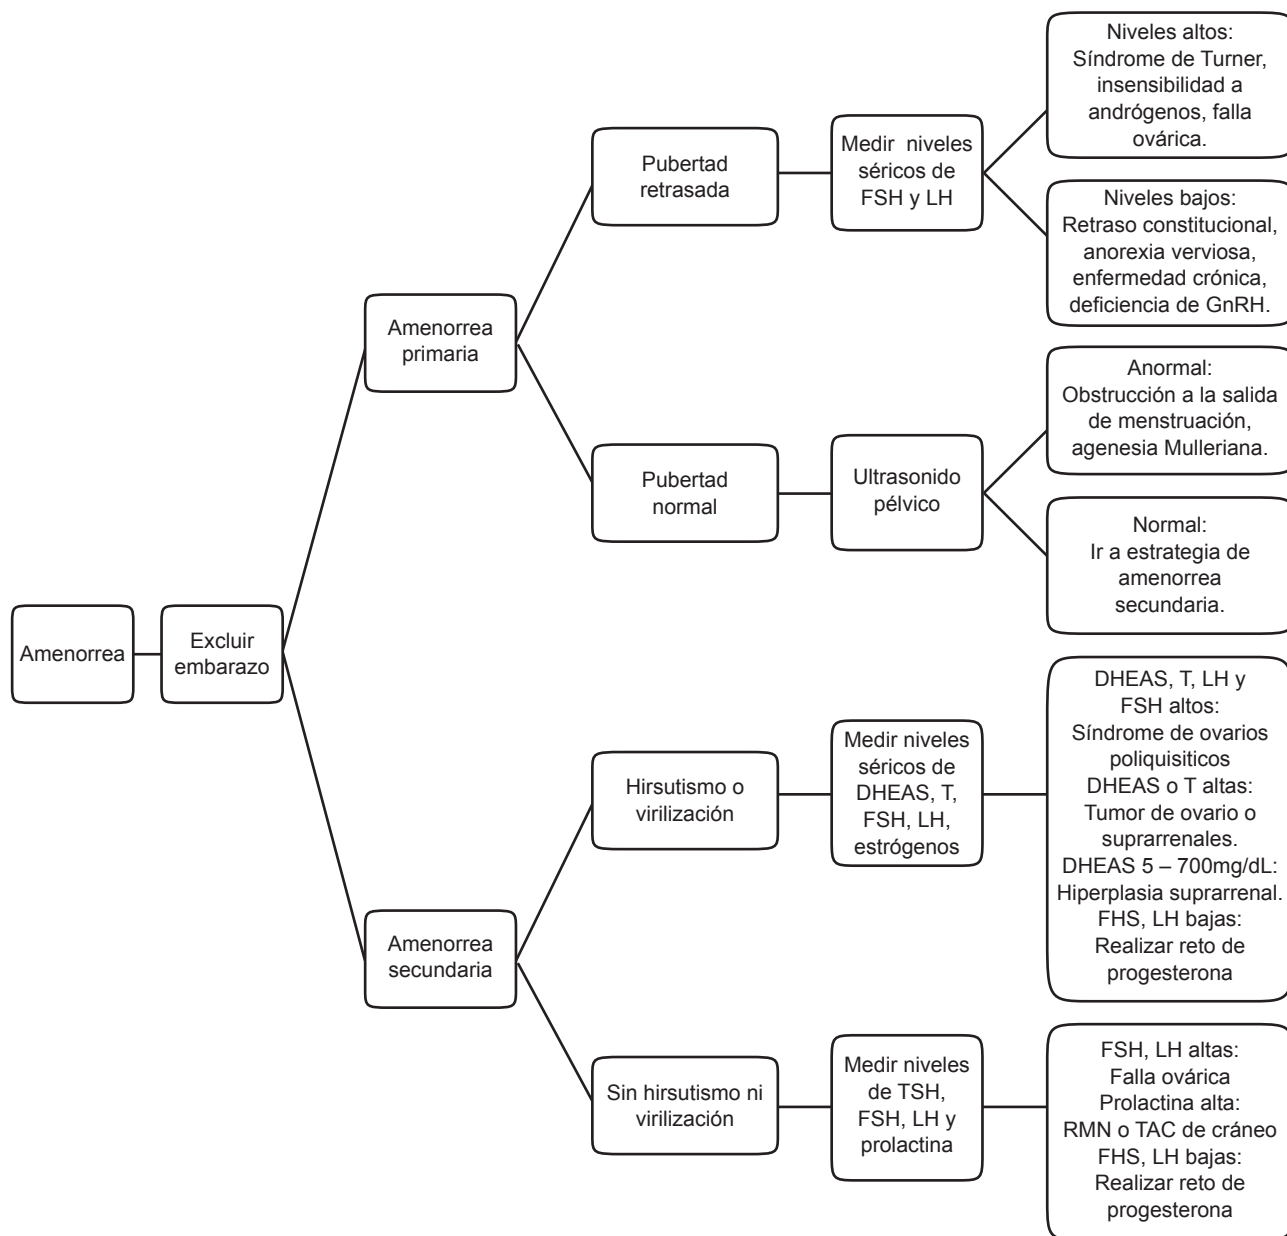 Amenorrea
Excluir
embarazo
Amenorrea
primaria
Pubertad
retrasada
Medir niveles
séricos de
FSH y LH
Niveles altos:
Síndrome de Turner,
insensibilidad a
andrógenos, falla
ovárica.
Niveles bajos:
Retraso constitucional,
anorexia verviosa,
enfermedad crónica,
deficiencia de GnRH.
Pubertad
normal
Ultrasonido
pélvico
Anormal:
Obstrucción a la salida
de menstruación,
agenesia Mulleriana.
Normal:
Ir a estrategia de
amenorrea
secundaria.
Amenorrea
secundaria
Hirsutismo o
virilización
Medir niveles
séricos de
DHEAS, T,
FSH, LH,
estrógenos
DHEAS, T, LH y
FSH altos:
Síndrome de ovarios
poliquisiticos
DHEAS o T altas:
Tumor de ovario o
suprarrenales.
DHEAS 5 – 700mg/dL:
Hiperplasia suprarrenal.
FHS, LH bajas:
Realizar reto de
progesterona
Sin hirsutismo ni
virilización
Medir niveles
de TSH,
FSH, LH y
prolactina
FSH, LH altas:
Falla ovárica
Prolactina alta:
RMN o TAC de cráneo
FHS, LH bajas:
Realizar reto de
progesterona